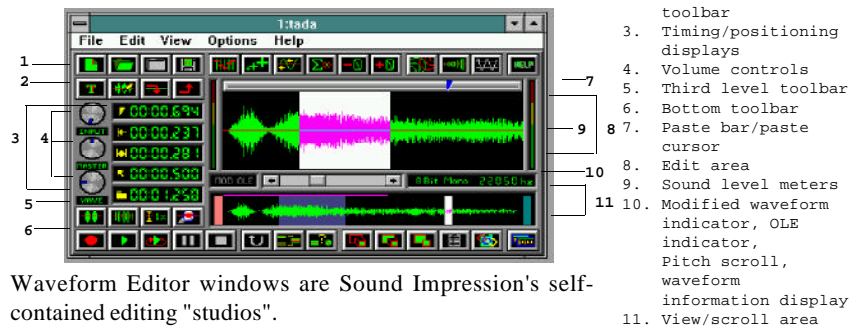 1:tada
File Edit View Options Help
HELP
T
00:00.694
00:00.237
00:00.281
00:00.500
00:01.250
INPUT
MASTER
WAVE
MOD OLE
8Bit Mono 22050hz
1
2
3
4
5
6
7
8
9
10
11
Waveform Editor windows are Sound Impression's self-
contained editing "studios".
toolbar
3. Timing/positioning
displays
4. Volume controls
5. Third level toolbar
6. Bottom toolbar
7. Paste bar/paste
cursor
8. Edit area
9. Sound level meters
10. Modified waveform
indicator, OLE
indicator,
Pitch scroll,
waveform
information display
11. View/scroll area